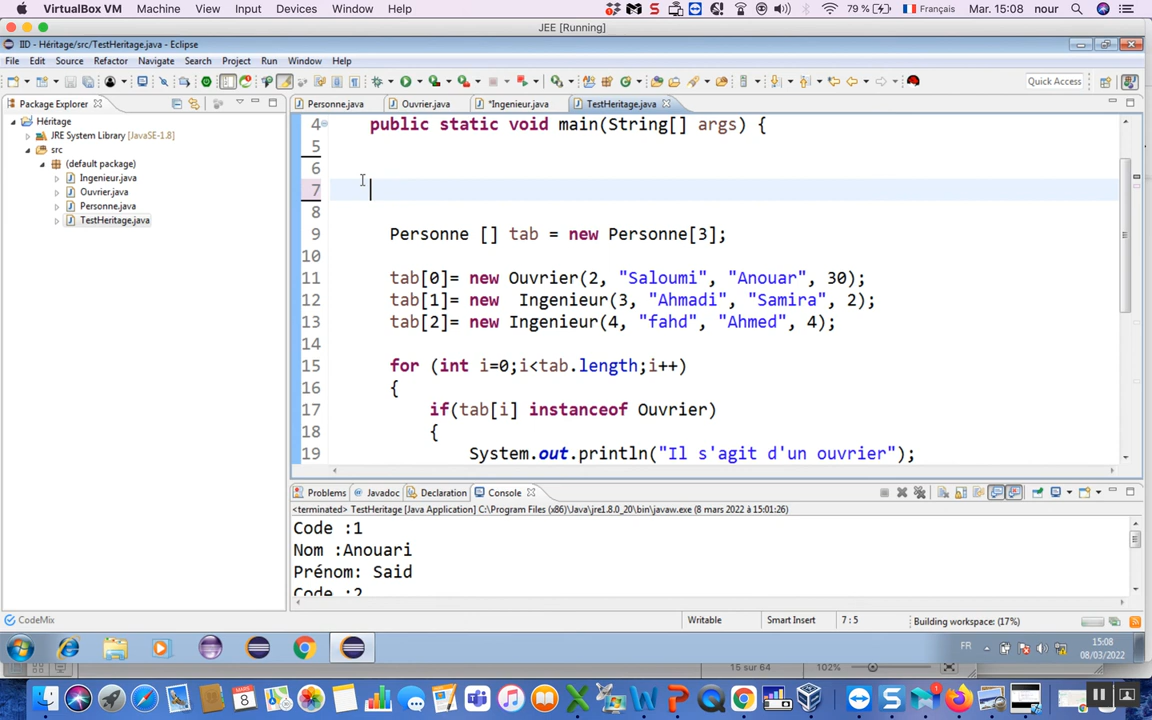 VirtualBox VM Machine View Input Devices Window Help 79 % Français Mar. 15:08 nour
JEE [Running]
IID - Héritage/src/TestHeritage.java - Eclipse
File Edit Source Refactor Navigate Search Project Run Window Help
Quick Access
Package Explorer Personne.java Ouvrier.java *Ingenieur.java TestHeritage.java
Héritage
JRE System Library [JavaSE-1.8]
src
(default package)
Ingenieur.java
Ouvrier.java
Personne.java
TestHeritage.java
4 public static void main(String[] args) {
5
6
7
8
9 Personne [] tab = new Personne[3];
10
11 tab[0]= new Ouvrier(2, "Saloumi", "Anouar", 30);
12 tab[1]= new  Ingenieur(3, "Ahmadi", "Samira", 2);
13 tab[2]= new Ingenieur(4, "fahd", "Ahmed", 4);
14
15 for (int i=0;i<tab.length;i++)
16 {
17 if(tab[i] instanceof Ouvrier)
18 {
19 System.out.println("Il s'agit d'un ouvrier");
Problems Javadoc Declaration Console
<terminated> TestHeritage [Java Application] C:\Program Files\Java\jre1.8.0_20\bin\javaw.exe (8 mars 2022 à 15:01:26)
Code :1
Nom :Anouari
Prénom: Said
Code :2
CodeMix Writable Smart Insert 7 : 5 Building workspace: (17%)
FR 15:08
08/03/2022
15 sur 64 102%
MARS
8